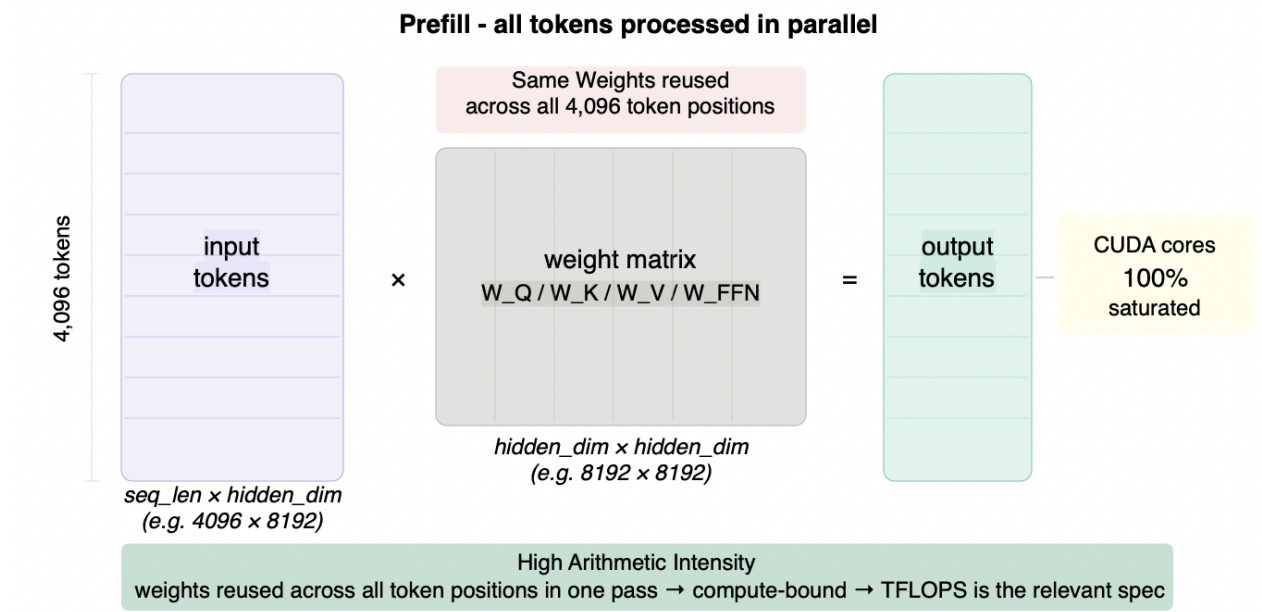 Prefill - all tokens processed in parallel
Same Weights reused
across all 4,096 token positions
4,096 tokens
input
tokens
×
weight matrix
W_Q / W_K / W_V / W_FFN
=
output
tokens
CUDA cores
100%
saturated
hidden_dim × hidden_dim
(e.g. 8192 × 8192)
seq_len × hidden_dim
(e.g. 4096 × 8192)
High Arithmetic Intensity
weights reused across all token positions in one pass → compute-bound → TFLOPS is the relevant spec